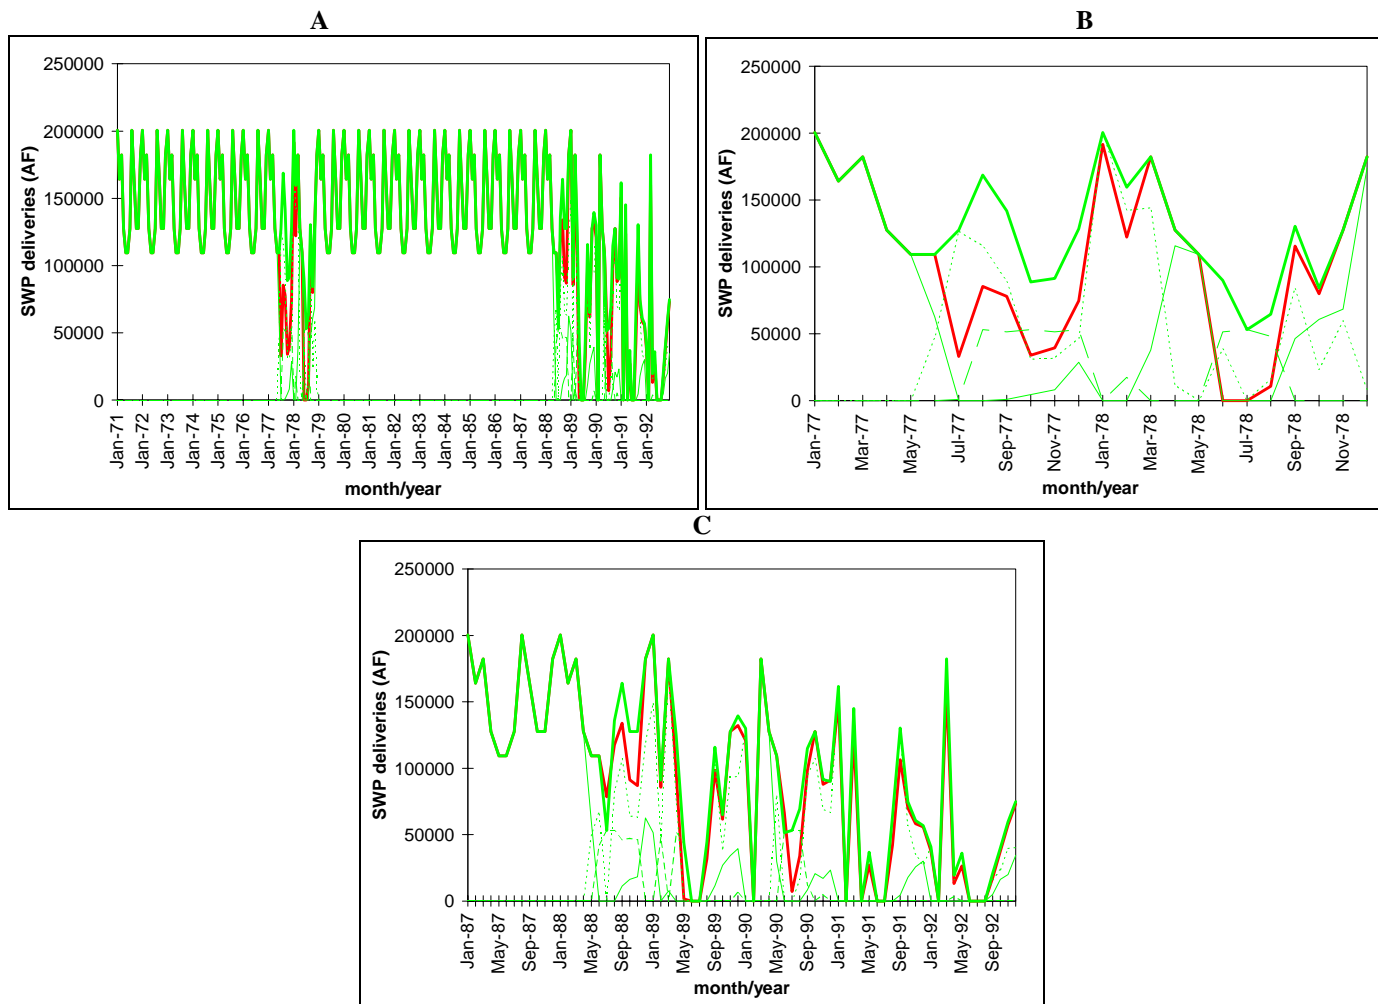 A
B
250000
200000
150000
100000
50000
0
SWP deliveries (AF)
Jan-71
Jan-72
Jan-73
Jan-74
Jan-75
Jan-76
Jan-77
Jan-78
Jan-79
Jan-80
Jan-81
Jan-82
Jan-83
Jan-84
Jan-85
Jan-86
Jan-87
Jan-88
Jan-89
Jan-90
Jan-91
Jan-92
month/year
250000
200000
150000
100000
50000
0
SWP deliveries (AF)
Jan-77
Mar-77
May-77
Jul-77
Sep-77
Nov-77
Jan-78
Mar-78
May-78
Jul-78
Sep-78
Nov-78
month/year
C
250000
200000
150000
100000
50000
0
SWP deliveries (AF)
Jan-87
May-87
Sep-87
Jan-88
May-88
Sep-88
Jan-89
May-89
Sep-89
Jan-90
May-90
Sep-90
Jan-91
May-91
Sep-91
Jan-92
May-92
Sep-92
month/year